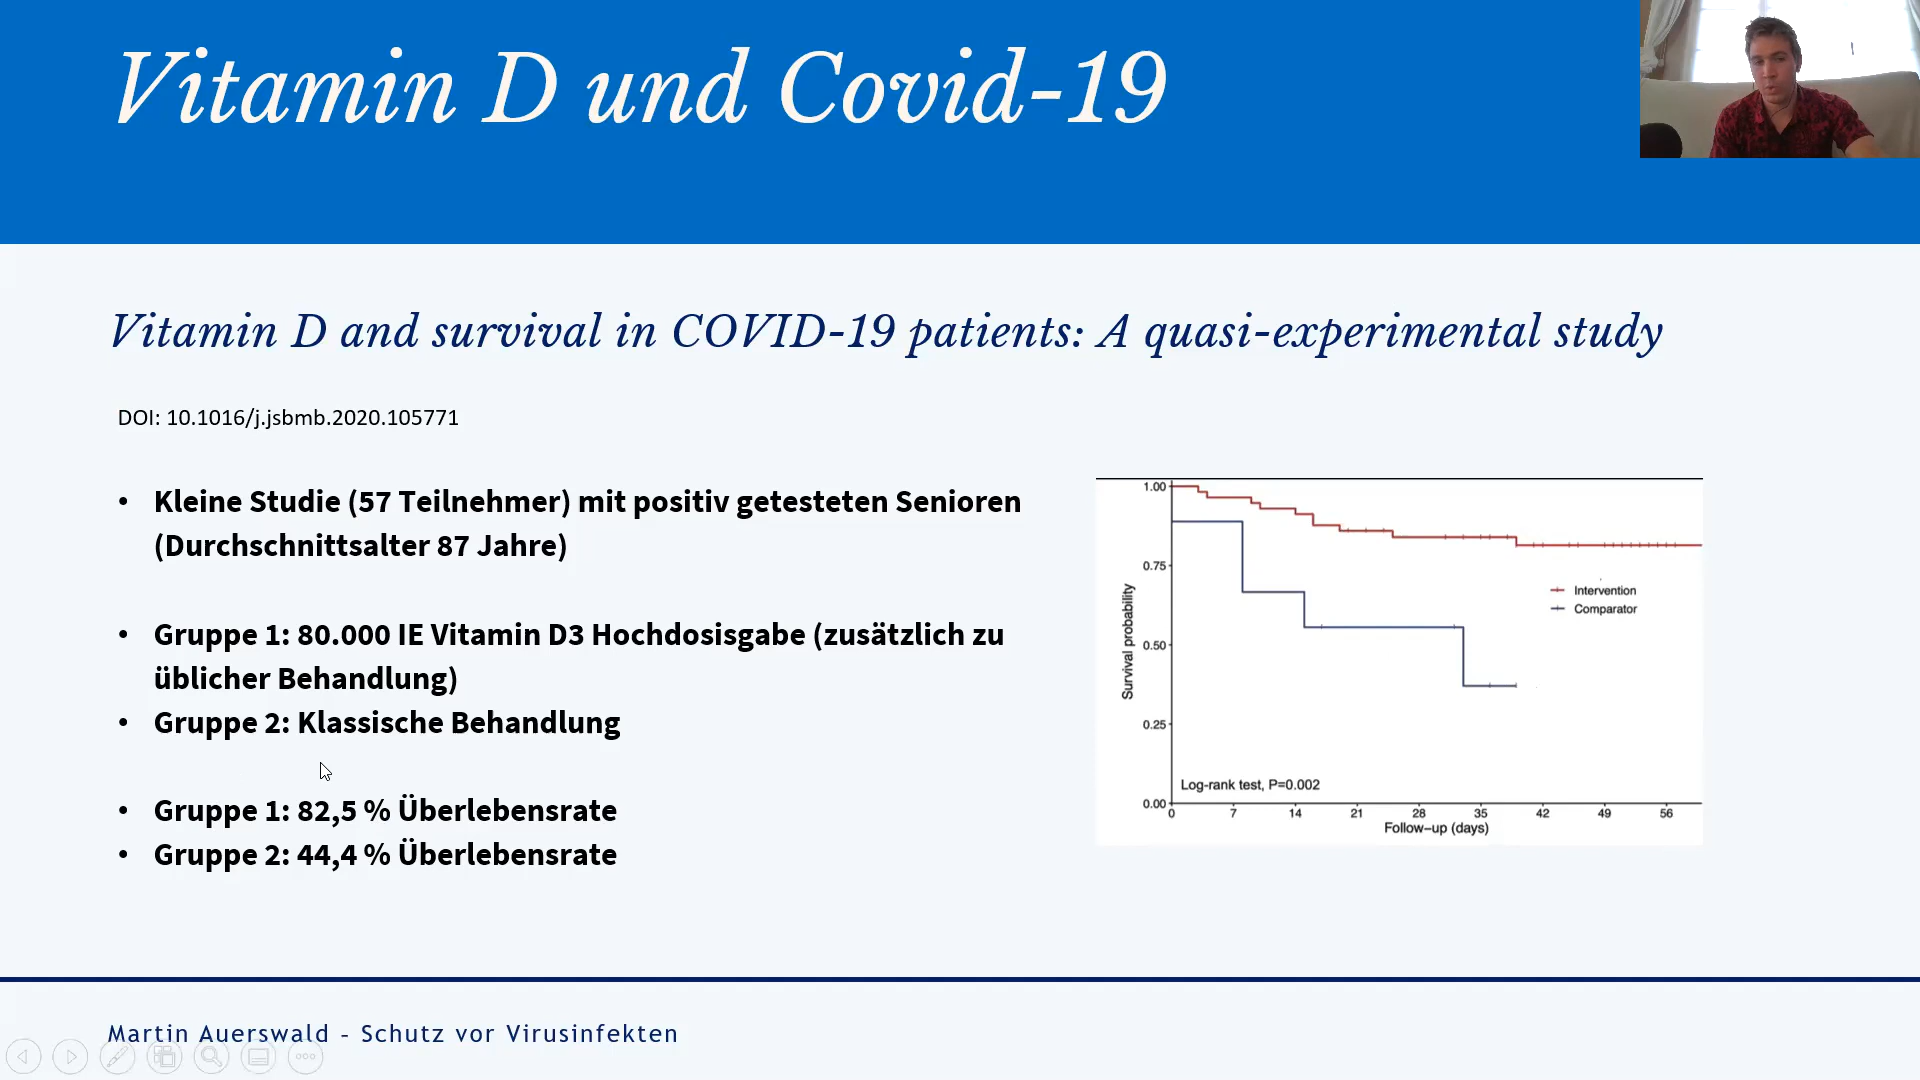 Vitamin D und Covid-19
Vitamin D and survival in COVID-19 patients: A quasi-experimental study
DOI: 10.1016/j.jsbmb.2020.105771
• Kleine Studie (57 Teilnehmer) mit positiv getesteten Senioren
(Durchschnittsalter 87 Jahre)
• Gruppe 1: 80.000 IE Vitamin D3 Hochdosisgabe (zusätzlich zu
üblicher Behandlung)
• Gruppe 2: Klassische Behandlung
• Gruppe 1: 82,5 % Überlebensrate
• Gruppe 2: 44,4 % Überlebensrate
1.00
0.75
0.50
0.25
0.00
Survival probability
Intervention
Comparator
Log-rank test, P=0.002
0 7 14 21 28 35 42 49 56
Follow-up (days)
Martin Auerswald - Schutz vor Virusinfekten